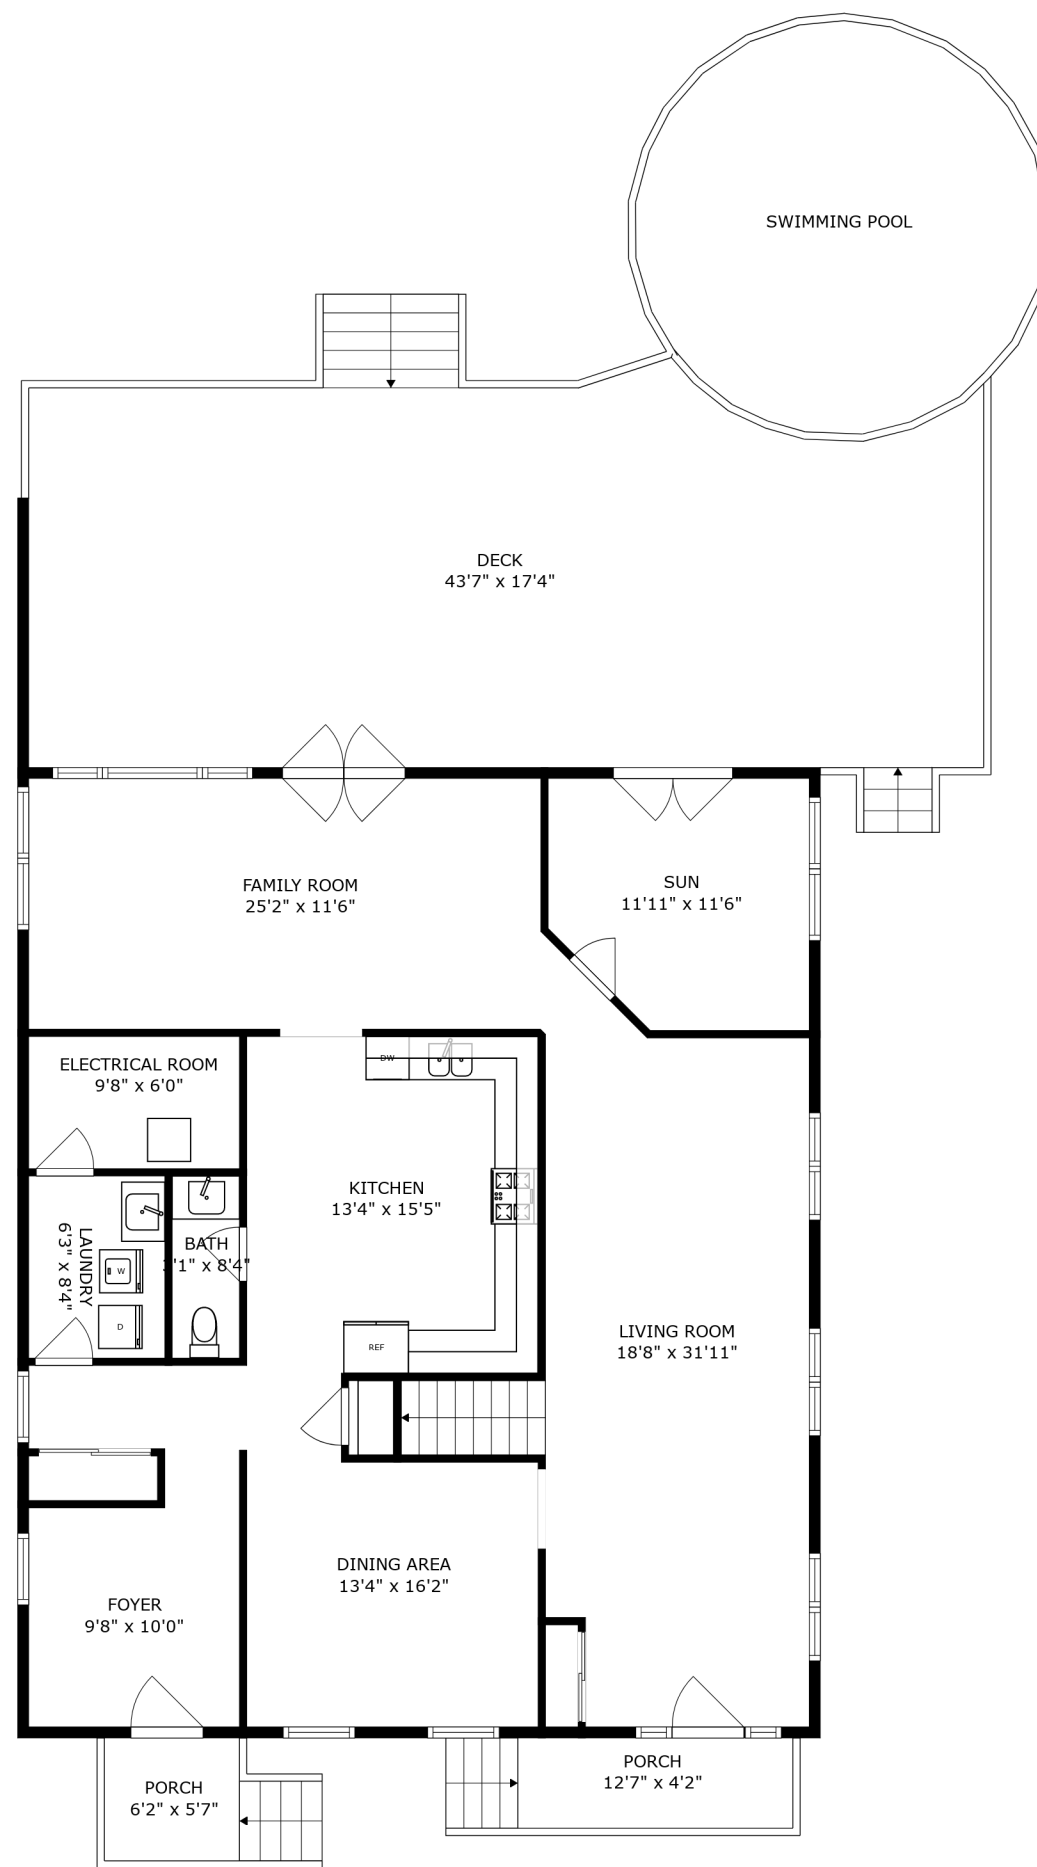 SWIMMING POOL
DECK
43'7" x 17'4"
FAMILY ROOM
25'2" x 11'6"
SUN
11'11" x 11'6"
ELECTRICAL ROOM
9'8" x 6'0"
DW
KITCHEN
13'4" x 15'5"
LAUNDRY
6'3" x 8'4"
W
D
BATH
'1" x 8'4"
REF
LIVING ROOM
18'8" x 31'11"
DINING AREA
13'4" x 16'2"
FOYER
9'8" x 10'0"
PORCH
6'2" x 5'7"
PORCH
12'7" x 4'2"